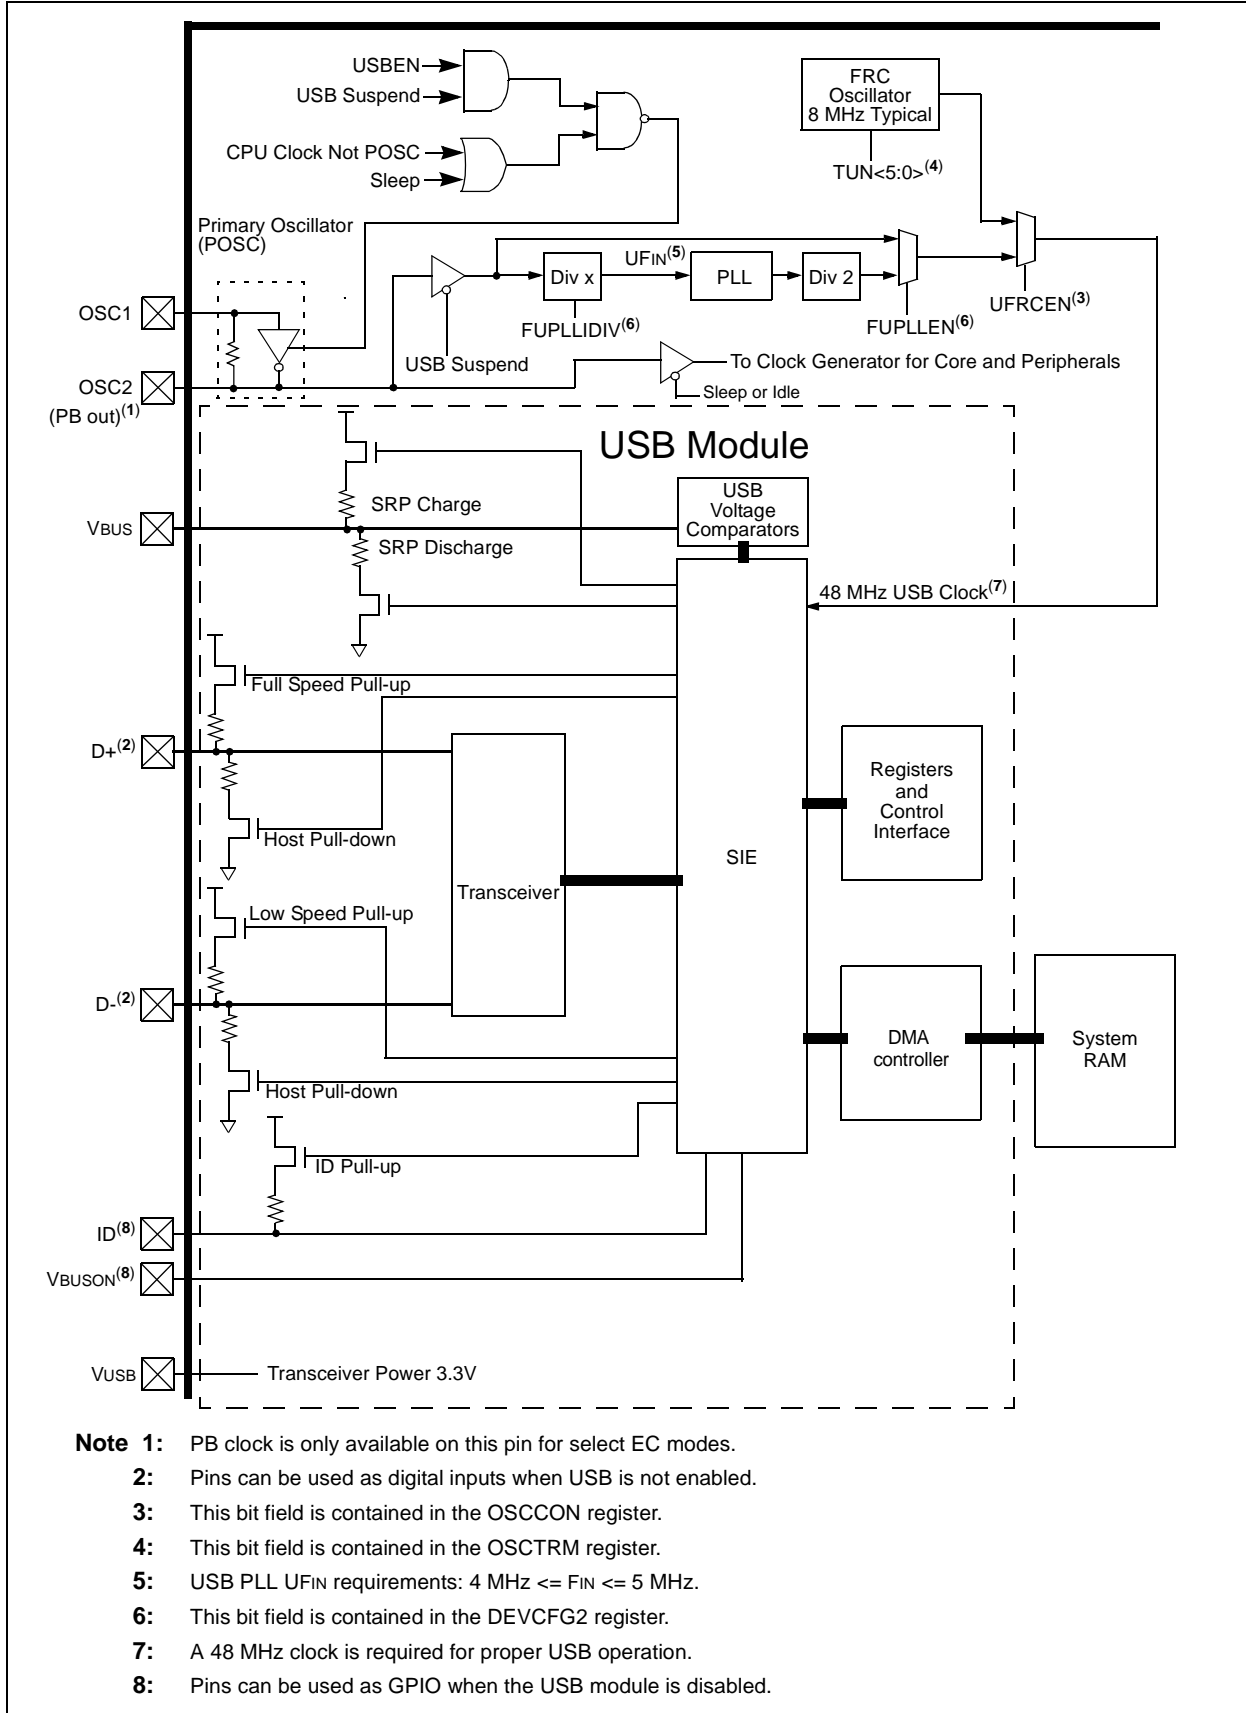 USBEN
USB Suspend
CPU Clock Not POSC
Sleep
FRC
Oscillator
8 MHz Typical
TUN<5:0>(4)
Primary Oscillator
(POSC)
UFIN(5)
Div x
PLL
Div 2
UFRCEN(3)
FUPLLIDIV(6)
FUPLLEN(6)
OSC1
USB Suspend
To Clock Generator for Core and Peripherals
OSC2
(PB out)(1)
Sleep or Idle
USB Module
SRP Charge
USB
Voltage
Comparators
VBUS
SRP Discharge
48 MHz USB Clock(7)
Full Speed Pull-up
D+(2)
Registers
and
Control
Interface
Host Pull-down
SIE
Transceiver
Low Speed Pull-up
D-(2)
DMA
controller
System
RAM
Host Pull-down
ID Pull-up
ID(8)
VBUSON(8)
VUSB
Transceiver Power 3.3V
Note 1: PB clock is only available on this pin for select EC modes.
2: Pins can be used as digital inputs when USB is not enabled.
3: This bit field is contained in the OSCCON register.
4: This bit field is contained in the OSCTRM register.
5: USB PLL UFIN requirements: 4 MHz <= FIN <= 5 MHz.
6: This bit field is contained in the DEVCFG2 register.
7: A 48 MHz clock is required for proper USB operation.
8: Pins can be used as GPIO when the USB module is disabled.